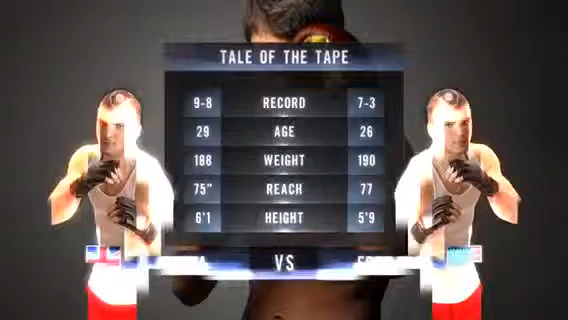 TALE OF THE TAPE
9-8 RECORD 7-3
29 AGE 26
188 WEIGHT 190
75" REACH 77
6'1 HEIGHT 5'9
VS